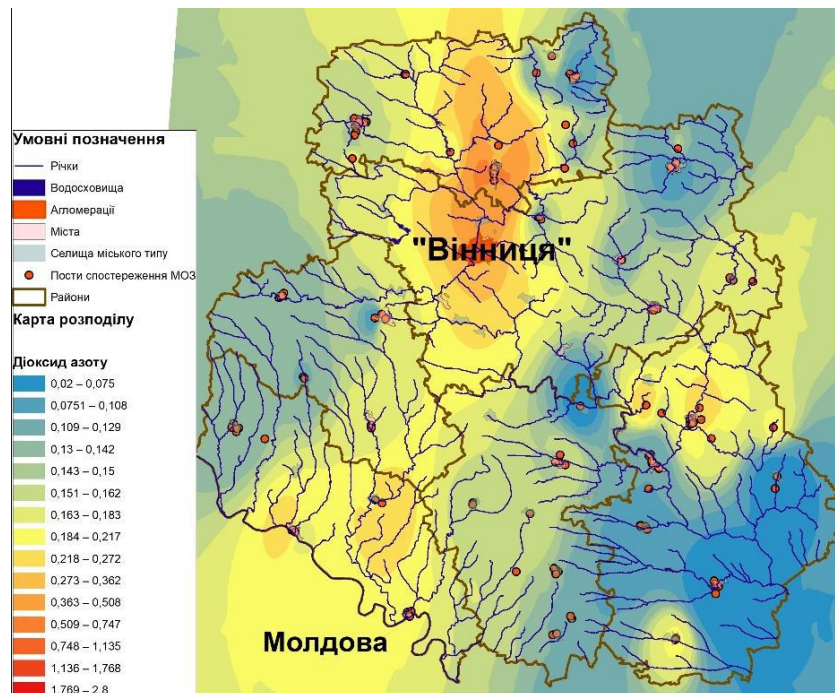 Умовні позначення
Річки
Водосховища
Агломерації
Міста
Селища міського типу
Пости спостереження МОЗ
Райони
Карта розподілу
Діоксид азоту
0,02 – 0,075
0,0751 – 0,108
0,109 – 0,129
0,13 – 0,142
0,143 – 0,15
0,151 – 0,162
0,163 – 0,183
0,184 – 0,217
0,218 – 0,272
0,273 – 0,362
0,363 – 0,508
0,509 – 0,747
0,748 – 1,135
1,136 – 1,768
1,769 – 2,8
"Вінниця"
Молдова